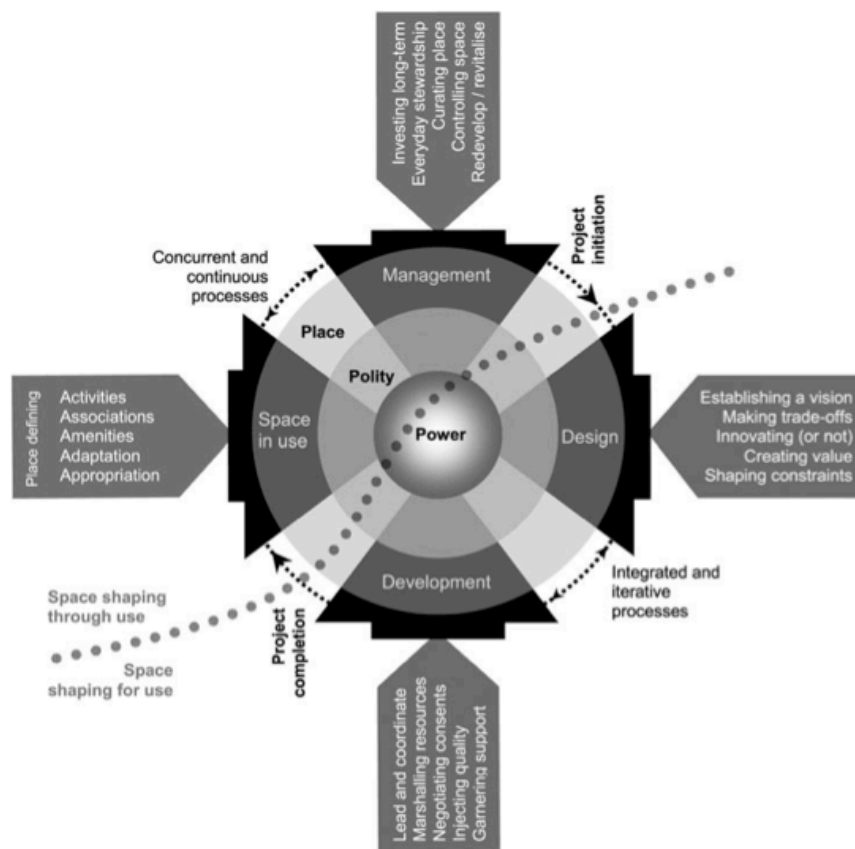 Investing long-term
Everyday stewardship
Curating place
Controlling space
Redevelop / revitalise
Concurrent and
continuous
processes
Project
initiation
Management
Place
Polity
Power
Space
in use
Design
Development
Place defining
Activities
Associations
Amenities
Adaptation
Appropriation
Establishing a vision
Making trade-offs
Innovating (or not)
Creating value
Shaping constraints
Space shaping
through use
Space
shaping for use
Project
completion
Integrated and
iterative
processes
Lead and coordinate
Marshalling resources
Negotiating consents
Injecting quality
Garnering support